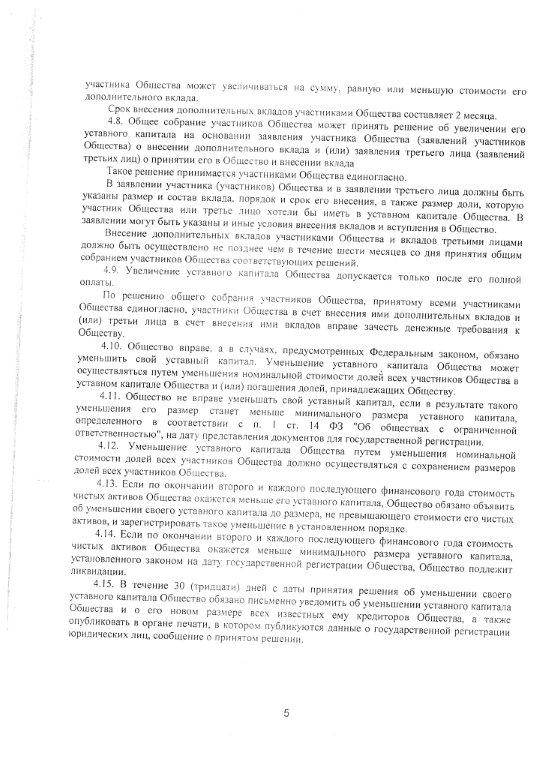 участника Общества может увеличиваться на сумму, равную или меньшую стоимости его
дополнительного вклада.
Срок внесения дополнительных вкладов участниками Общества составляет 2 месяца.
4.8. Общее собрание участников Общества может принять решение об увеличении его
уставного капитала на основании заявления участника Общества (заявлений участников
Общества) о внесении дополнительного вклада и (или) заявления третьего лица (заявлений
третьих лиц) о принятии его в Общество и внесении вклада
Такое решение принимается участниками Общества единогласно.
В заявлении участника (участников) Общества и в заявлении третьего лица должны быть
указаны размер и состав вклада, порядок и срок его внесения, а также размер доли, которую
участник Общества или третье лицо хотели бы иметь в уставном капитале Общества. В
заявлении могут быть указаны и иные условия внесения вкладов и вступления в Общество.
Внесение дополнительных вкладов участниками Общества и вкладов третьими лицами
должно быть осуществлено не позднее чем в течение шести месяцев со дня принятия общим
собранием участников Общества соответствующих решений.
4.9. Увеличение уставного капитала Общества допускается только после его полной
оплаты.
По решению общего собрания участников Общества, принятому всеми участниками
Общества единогласно, участники Общества в счет внесения ими дополнительных вкладов и
(или) третьи лица в счет внесения ими вкладов вправе зачесть денежные требования к
Обществу.
4.10. Общество вправе, а в случаях, предусмотренных Федеральным законом, обязано
уменьшить свой уставный капитал. Уменьшение уставного капитала Общества может
осуществляться путем уменьшения номинальной стоимости долей всех участников Общества в
уставном капитале Общества и (или) погашения долей, принадлежащих Обществу.
4.11. Общество не вправе уменьшать свой уставный капитал, если в результате такого
уменьшения его размер станет меньше минимального размера уставного капитала,
определенного в соответствии с п. 1 ст. 14 ФЗ "Об обществах с ограниченной
ответственностью", на дату представления документов для государственной регистрации.
4.12. Уменьшение уставного капитала Общества путем уменьшения номинальной
стоимости долей всех участников Общества должно осуществляться с сохранением размеров
долей всех участников Общества.
4.13. Если по окончании второго и каждого последующего финансового года стоимость
чистых активов Общества окажется меньше его уставного капитала, Общество обязано объявить
об уменьшении своего уставного капитала до размера, не превышающего стоимости его чистых
активов, и зарегистрировать такое уменьшение в установленном порядке.
4.14. Если по окончании второго и каждого последующего финансового года стоимость
чистых активов Общества окажется меньше минимального размера уставного капитала,
установленного законом на дату государственной регистрации Общества, Общество подлежит
ликвидации.
4.15. В течение 30 (тридцати) дней с даты принятия решения об уменьшении своего
уставного капитала Общество обязано письменно уведомить об уменьшении уставного капитала
Общества и о его новом размере всех известных ему кредиторов Общества, а также
опубликовать в органе печати, в котором публикуются данные о государственной регистрации
юридических лиц, сообщение о принятом решении.
5